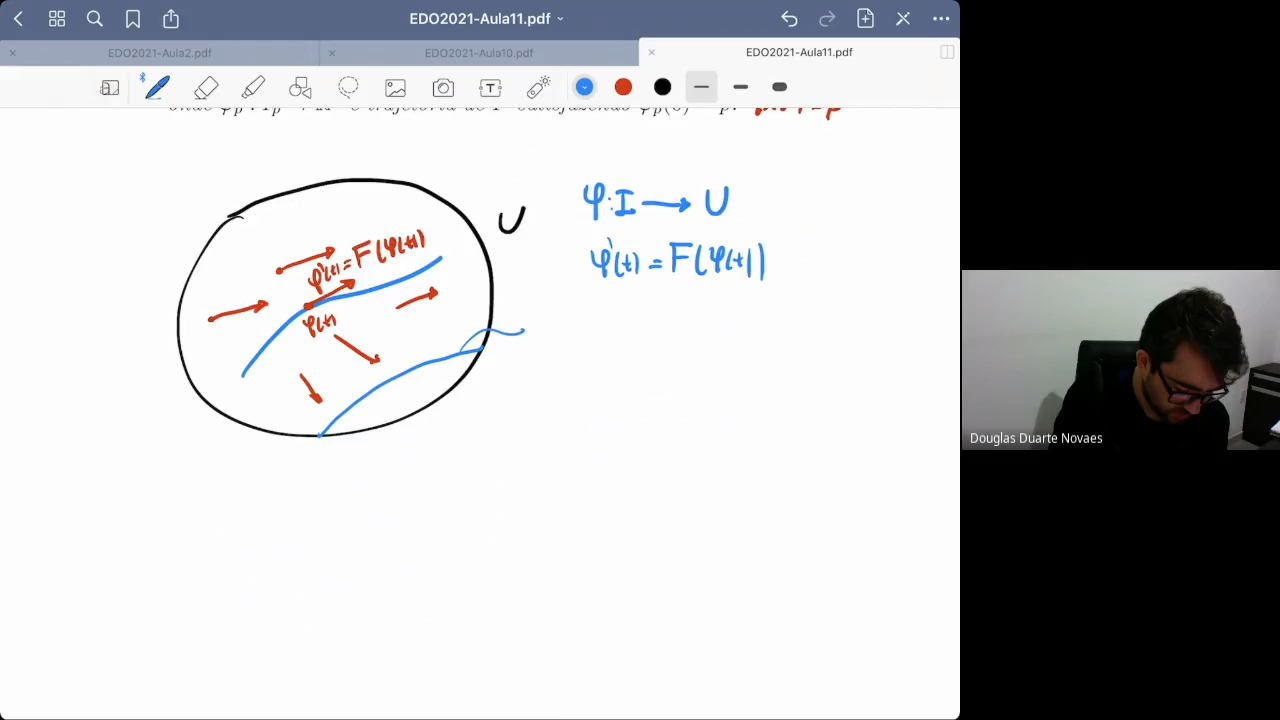 EDO2021-Aula11.pdf
EDO2021-Aula2.pdf
EDO2021-Aula10.pdf
EDO2021-Aula11.pdf
φ: I → U
U
φ'(t) = F(φ(t))
φ'(t) = F(φ(t))
φ(t)
Douglas Duarte Novaes